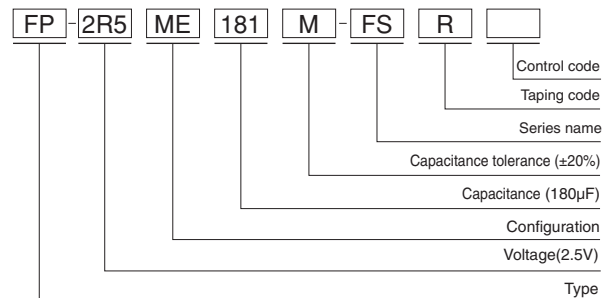 FP - 2R5 ME 181 M - FS R
Control code
Taping code
Series name
Capacitance tolerance (±20%)
Capacitance (180µF)
Configuration
Voltage(2.5V)
Type